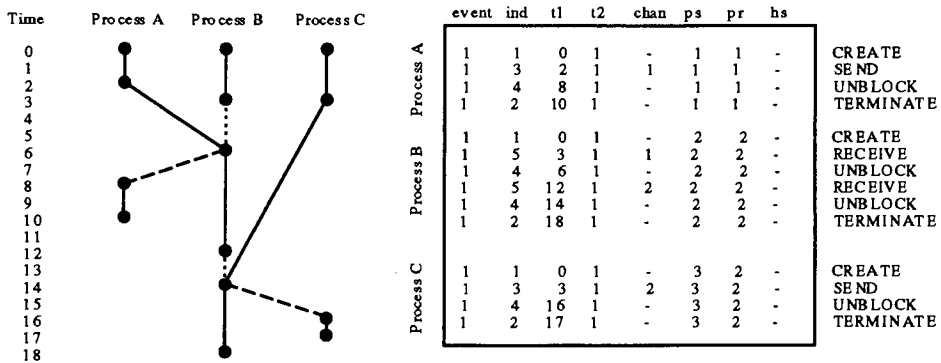 Time Process A Process B Process C
0
1
2
3
4
5
6
7
8
9
10
11
12
13
14
15
16
17
18
event ind t1 t2 chan ps pr hs
Process A
1 1 0 1 - 1 1 - CREATE
1 3 2 1 1 1 1 - SEND
1 4 8 1 - 1 1 - UNBLOCK
1 2 10 1 - 1 1 - TERMINATE
Process B
1 1 0 1 - 2 2 - CREATE
1 5 3 1 1 2 2 - RECEIVE
1 4 6 1 - 2 2 - UNBLOCK
1 5 12 1 2 2 2 - RECEIVE
1 4 14 1 - 2 2 - UNBLOCK
1 2 18 1 - 2 2 - TERMINATE
Process C
1 1 0 1 - 3 2 - CREATE
1 3 3 1 2 3 2 - SEND
1 4 16 1 - 3 2 - UNBLOCK
1 2 17 1 - 3 2 - TERMINATE